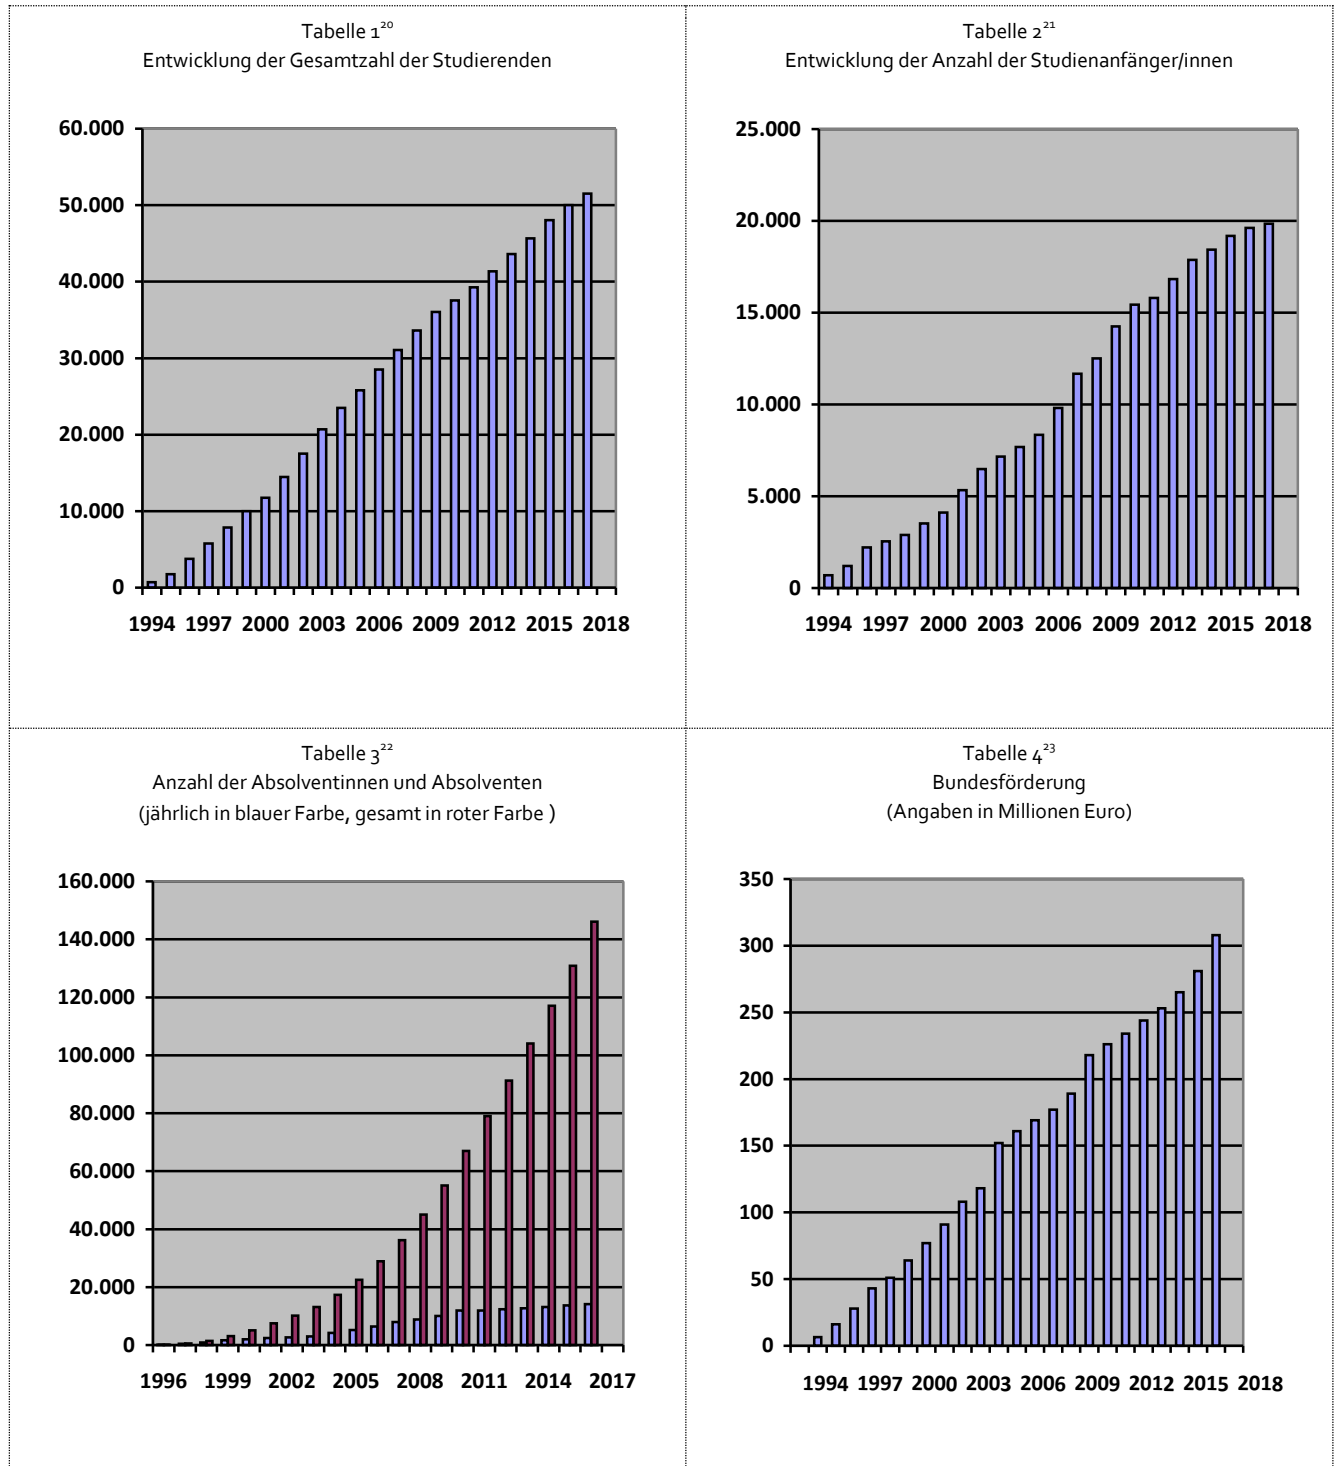 Tabelle 1²⁰
Entwicklung der Gesamtzahl der Studierenden
60.000
50.000
40.000
30.000
20.000
10.000
0
1994 1997 2000 2003 2006 2009 2012 2015 2018
Tabelle 2²¹
Entwicklung der Anzahl der Studienanfänger/innen
25.000
20.000
15.000
10.000
5.000
0
1994 1997 2000 2003 2006 2009 2012 2015 2018
Tabelle 3²²
Anzahl der Absolventinnen und Absolventen
(jährlich in blauer Farbe, gesamt in roter Farbe )
160.000
140.000
120.000
100.000
80.000
60.000
40.000
20.000
0
1996 1999 2002 2005 2008 2011 2014 2017
Tabelle 4²³
Bundesförderung
(Angaben in Millionen Euro)
350
300
250
200
150
100
50
0
1994 1997 2000 2003 2006 2009 2012 2015 2018